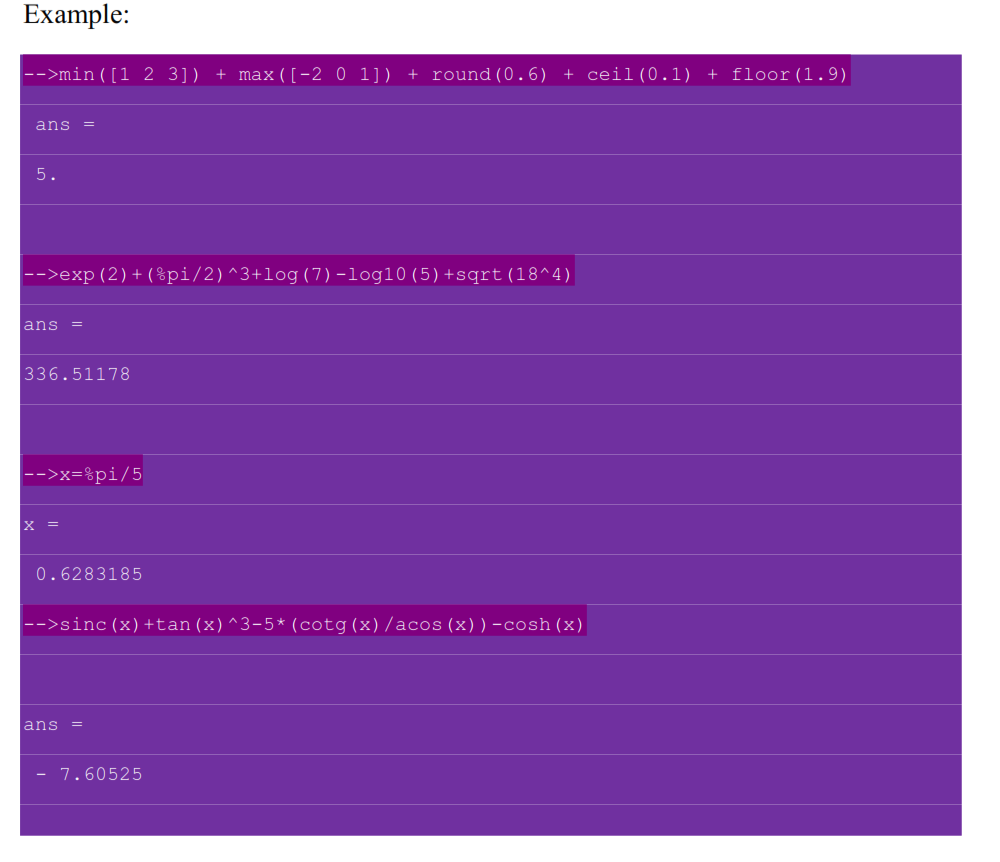 Example:
-->min([1 2 3]) + max([-2 0 1]) + round(0.6) + ceil(0.1) + floor(1.9)
ans =
5.
-->exp(2)+(%pi/2)^3+log(7)-log10(5)+sqrt(18^4)
ans =
336.51178
-->x=%pi/5
x =
0.6283185
-->sinc(x)+tan(x)^3-5*(cotg(x)/acos(x))-cosh(x)
ans =
- 7.60525